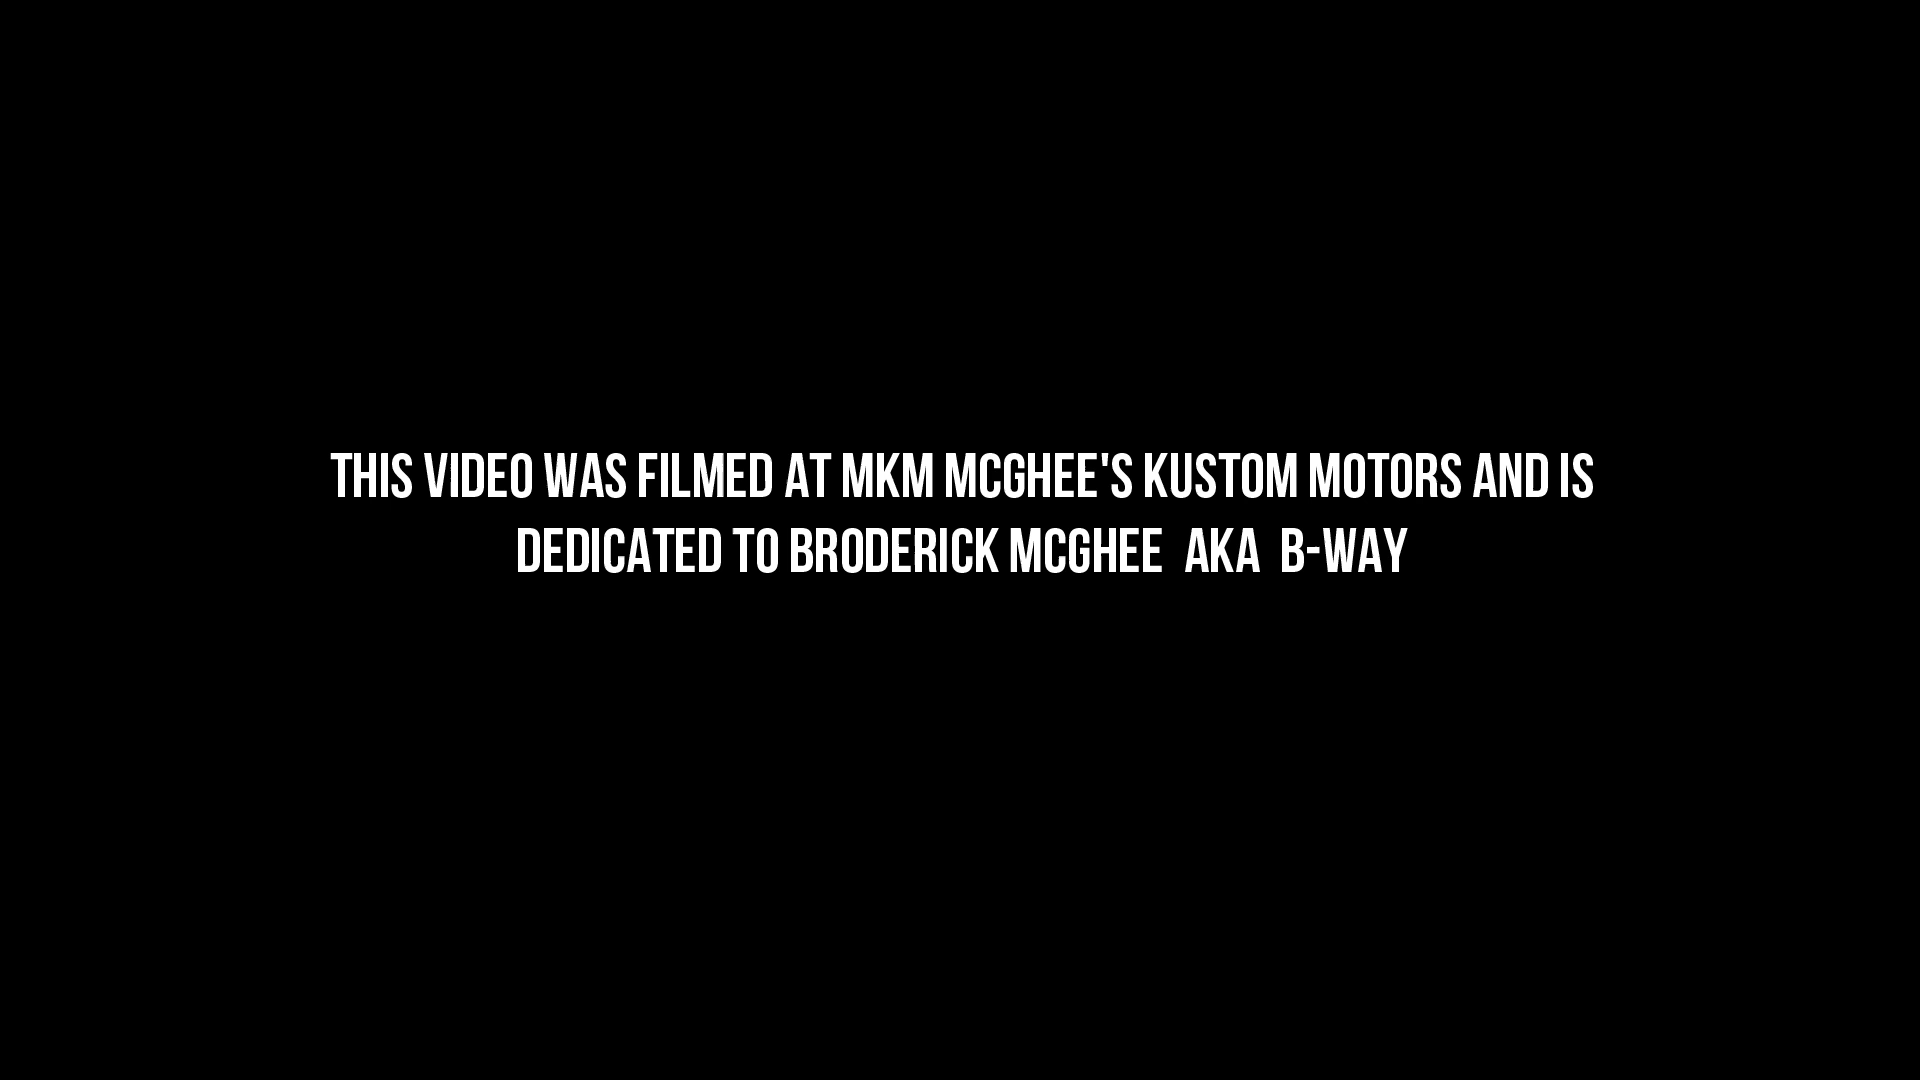 THIS VIDEO WAS FILMED AT MKM MCGHEE'S KUSTOM MOTORS AND IS
DEDICATED TO BRODERICK MCGHEE  AKA  B-WAY